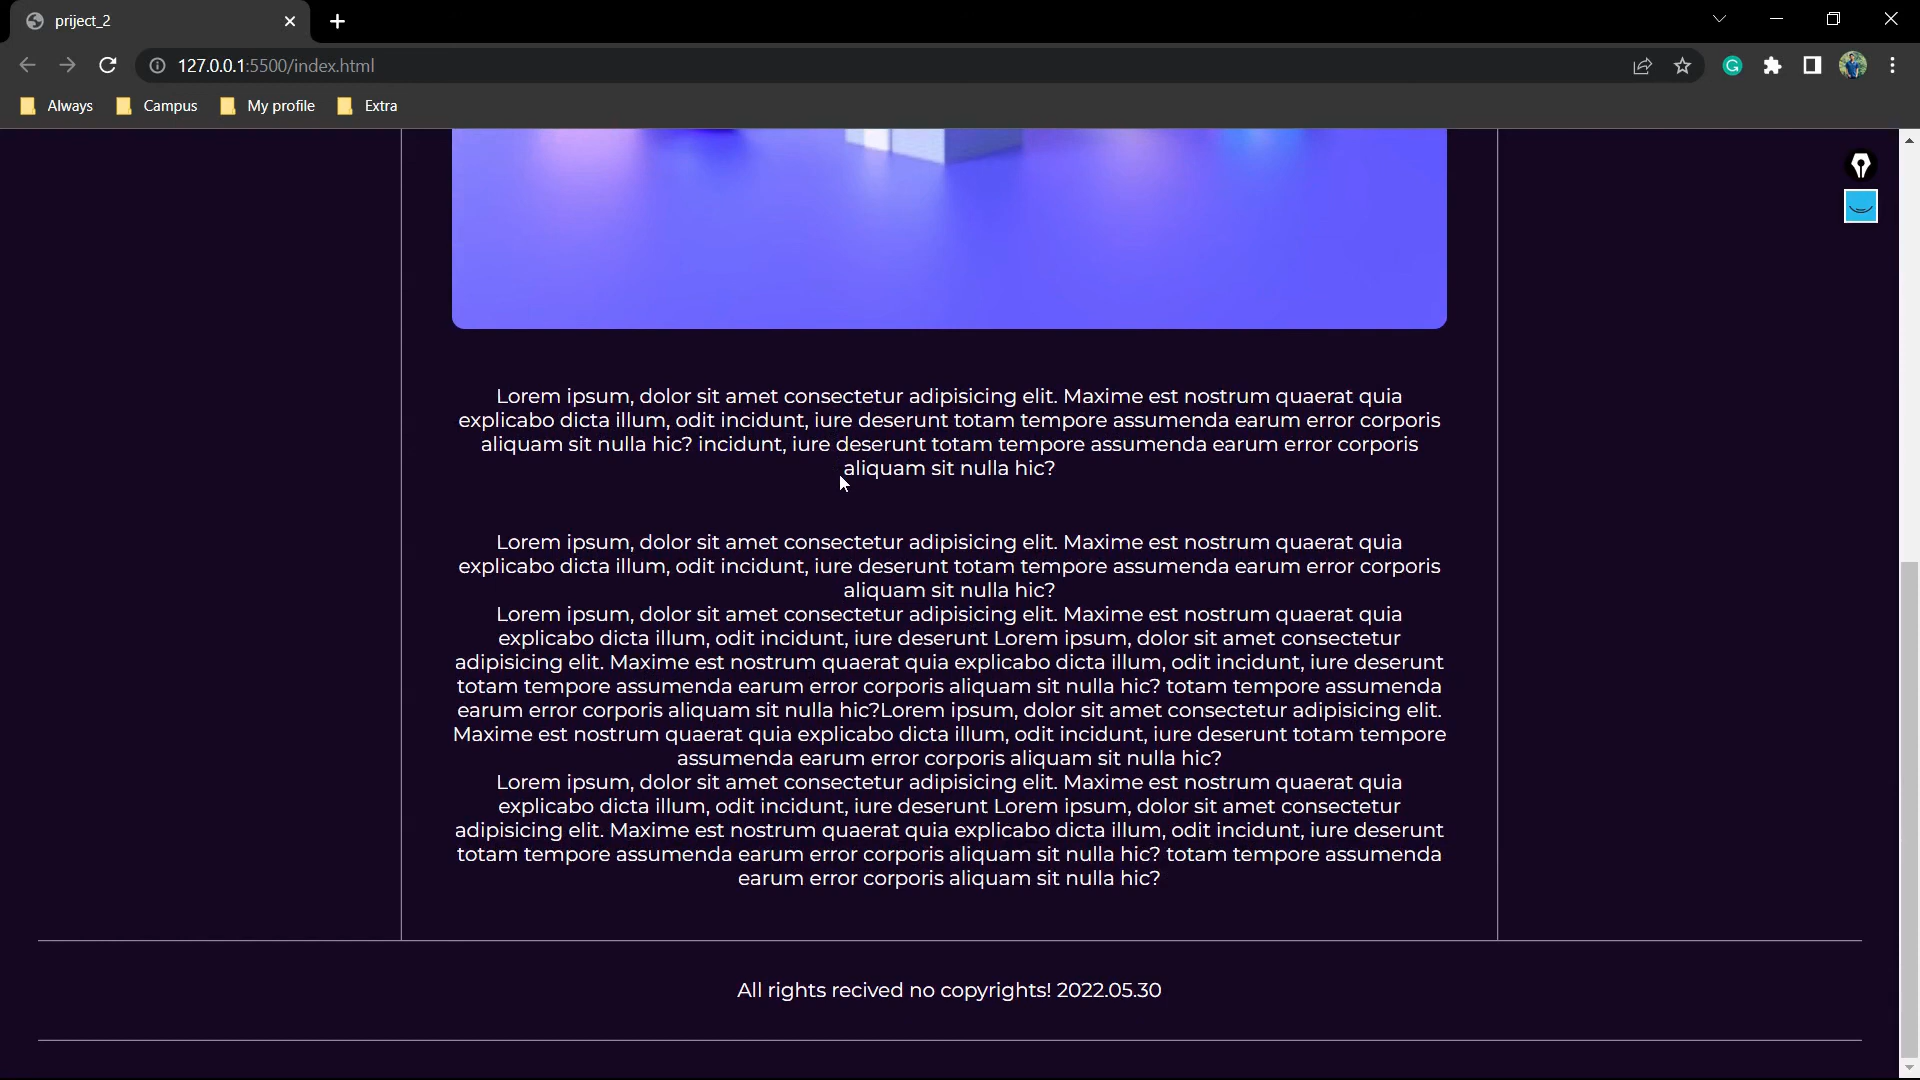 priject_2
127.0.0.1:5500/index.html
Always
Campus
My profile
Extra
Lorem ipsum, dolor sit amet consectetur adipisicing elit. Maxime est nostrum quaerat quia
explicabo dicta illum, odit incidunt, iure deserunt totam tempore assumenda earum error corporis
aliquam sit nulla hic? incidunt, iure deserunt totam tempore assumenda earum error corporis
aliquam sit nulla hic?
Lorem ipsum, dolor sit amet consectetur adipisicing elit. Maxime est nostrum quaerat quia
explicabo dicta illum, odit incidunt, iure deserunt totam tempore assumenda earum error corporis
aliquam sit nulla hic?
Lorem ipsum, dolor sit amet consectetur adipisicing elit. Maxime est nostrum quaerat quia
explicabo dicta illum, odit incidunt, iure deserunt Lorem ipsum, dolor sit amet consectetur
adipisicing elit. Maxime est nostrum quaerat quia explicabo dicta illum, odit incidunt, iure deserunt
totam tempore assumenda earum error corporis aliquam sit nulla hic? totam tempore assumenda
earum error corporis aliquam sit nulla hic?Lorem ipsum, dolor sit amet consectetur adipisicing elit.
Maxime est nostrum quaerat quia explicabo dicta illum, odit incidunt, iure deserunt totam tempore
assumenda earum error corporis aliquam sit nulla hic?
Lorem ipsum, dolor sit amet consectetur adipisicing elit. Maxime est nostrum quaerat quia
explicabo dicta illum, odit incidunt, iure deserunt Lorem ipsum, dolor sit amet consectetur
adipisicing elit. Maxime est nostrum quaerat quia explicabo dicta illum, odit incidunt, iure deserunt
totam tempore assumenda earum error corporis aliquam sit nulla hic? totam tempore assumenda
earum error corporis aliquam sit nulla hic?
All rights recived no copyrights! 2022.05.30